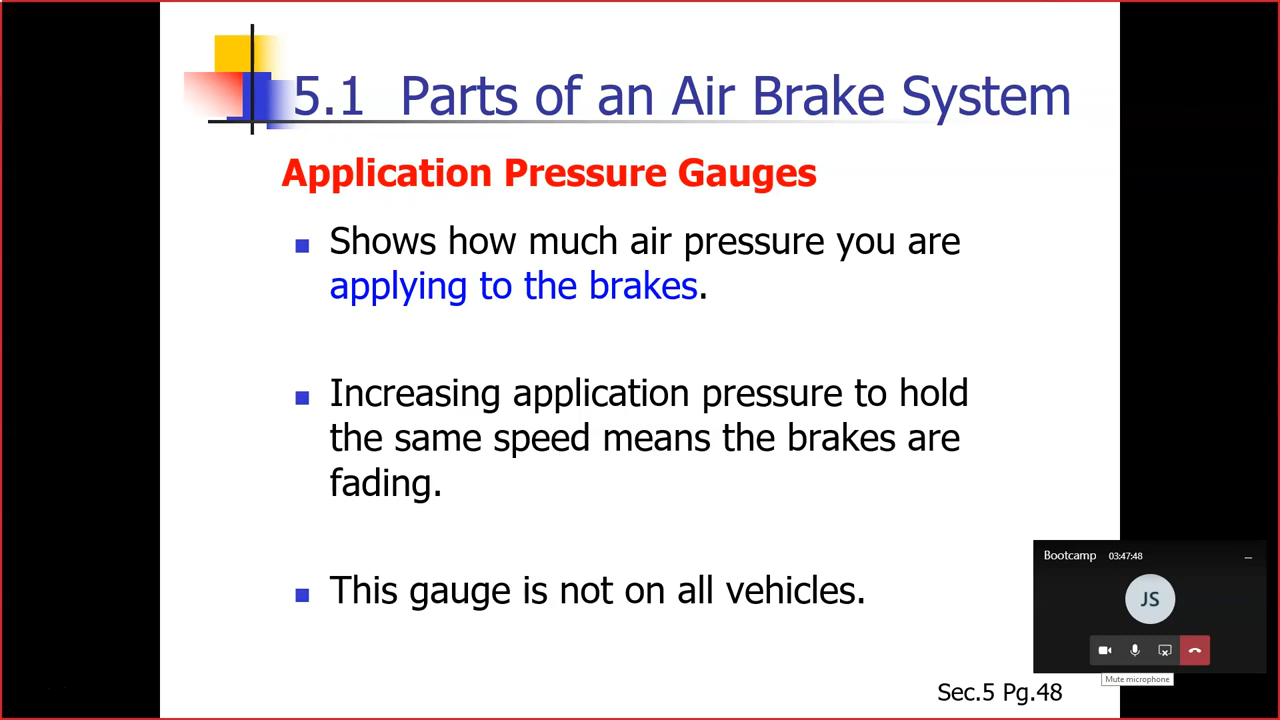 5.1 Parts of an Air Brake System
Application Pressure Gauges
Shows how much air pressure you are
applying to the brakes.
Increasing application pressure to hold
the same speed means the brakes are
fading.
This gauge is not on all vehicles.
Bootcamp 03:47:48
JS
Mute microphone
Sec.5 Pg.48